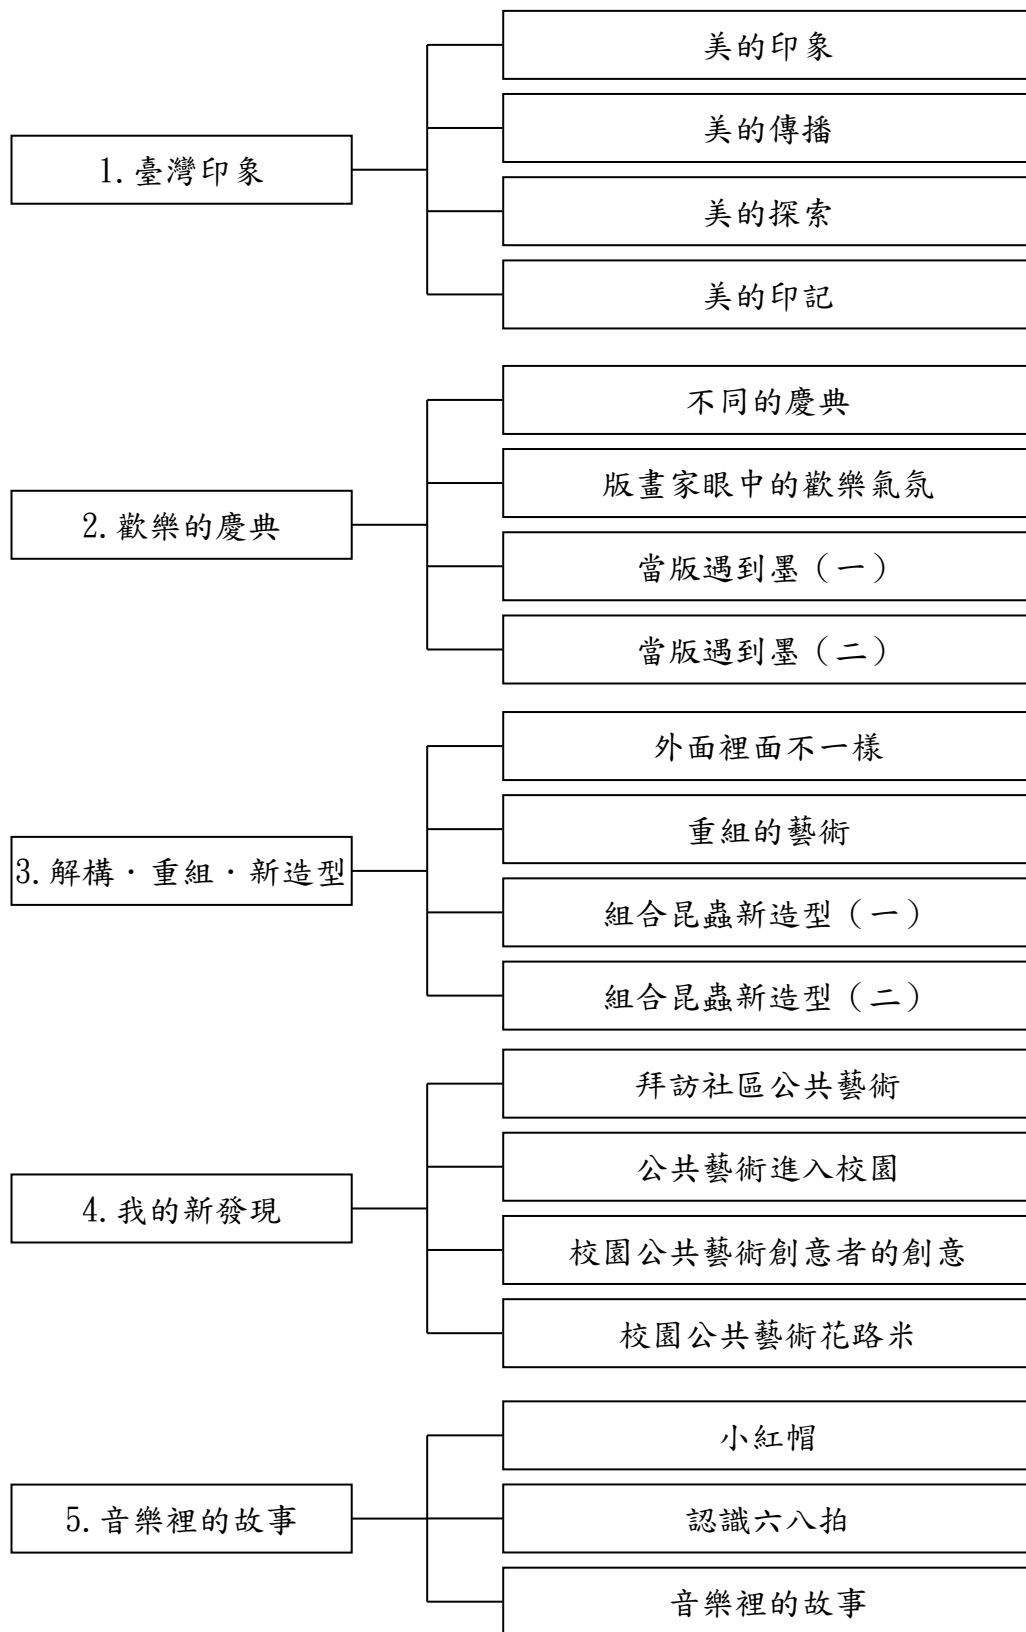 1.臺灣印象
美的印象
美的傳播
美的探索
美的印記
2.歡樂的慶典
不同的慶典
版畫家眼中的歡樂氣氛
當版遇到墨（一）
當版遇到墨（二）
3.解構．重組．新造型
外面裡面不一樣
重組的藝術
組合昆蟲新造型（一）
組合昆蟲新造型（二）
4.我的新發現
拜訪社區公共藝術
公共藝術進入校園
校園公共藝術創意者的創意
校園公共藝術花路米
5.音樂裡的故事
小紅帽
認識六八拍
音樂裡的故事